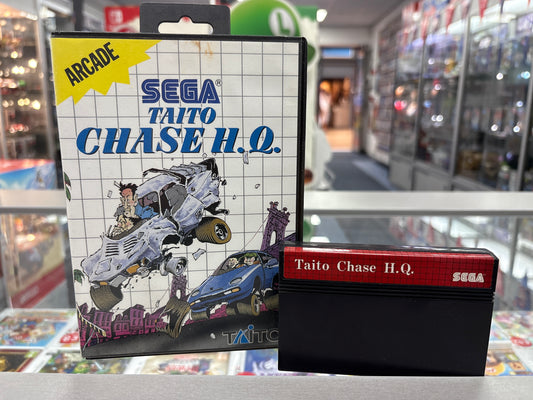 ARCADE
SEGA®
TAITO
CHASE H.Q.
TAITO
Taito Chase H.Q.
SEGA